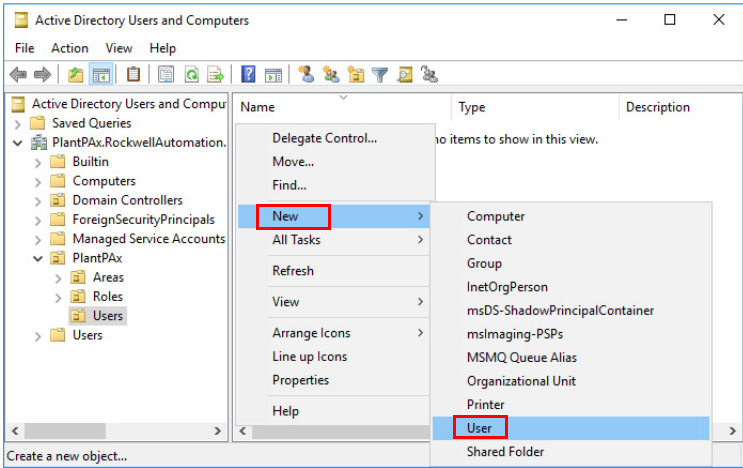 Active Directory Users and Computers
File Action View Help
Active Directory Users and Comput
Saved Queries
PlantPAx.RockwellAutomation.
Builtin
Computers
Domain Controllers
ForeignSecurityPrincipals
Managed Service Accounts
PlantPAx
Areas
Roles
Users
Users
Name Type Description
no items to show in this view.
Delegate Control...
Move...
Find...
New
All Tasks
Refresh
View
Arrange Icons
Line up Icons
Properties
Help
Computer
Contact
Group
InetOrgPerson
msDS-ShadowPrincipalContainer
msImaging-PSPs
MSMQ Queue Alias
Organizational Unit
Printer
User
Shared Folder
Create a new object...